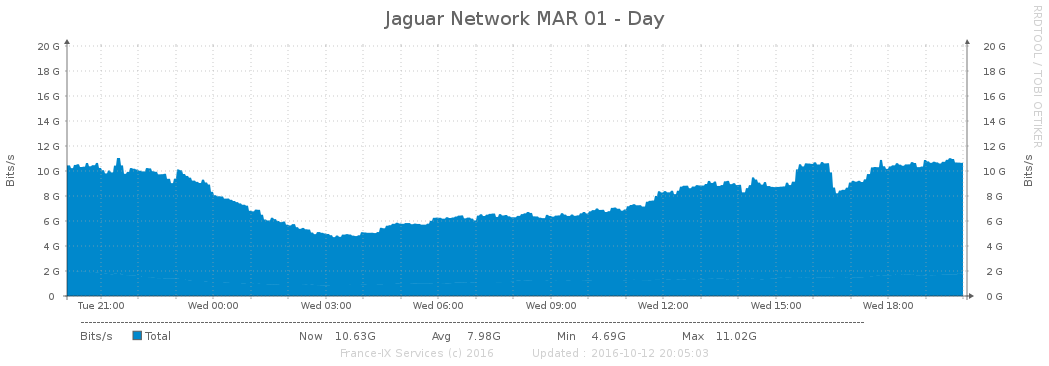 Jaguar Network MAR 01 - Day
RRDTOOL / TOBI OETIKER
Bits/s
20 G 20 G
18 G 18 G
16 G 16 G
14 G 14 G
12 G 12 G
10 G 10 G
8 G 8 G
6 G 6 G
4 G 4 G
2 G 2 G
0 0 G
Bits/s
Tue 21:00 Wed 00:00 Wed 03:00 Wed 06:00 Wed 09:00 Wed 12:00 Wed 15:00 Wed 18:00
Bits/s Total Now 10.63G Avg 7.98G Min 4.69G Max 11.02G
France-IX Services (c) 2016 Updated : 2016-10-12 20:05:03